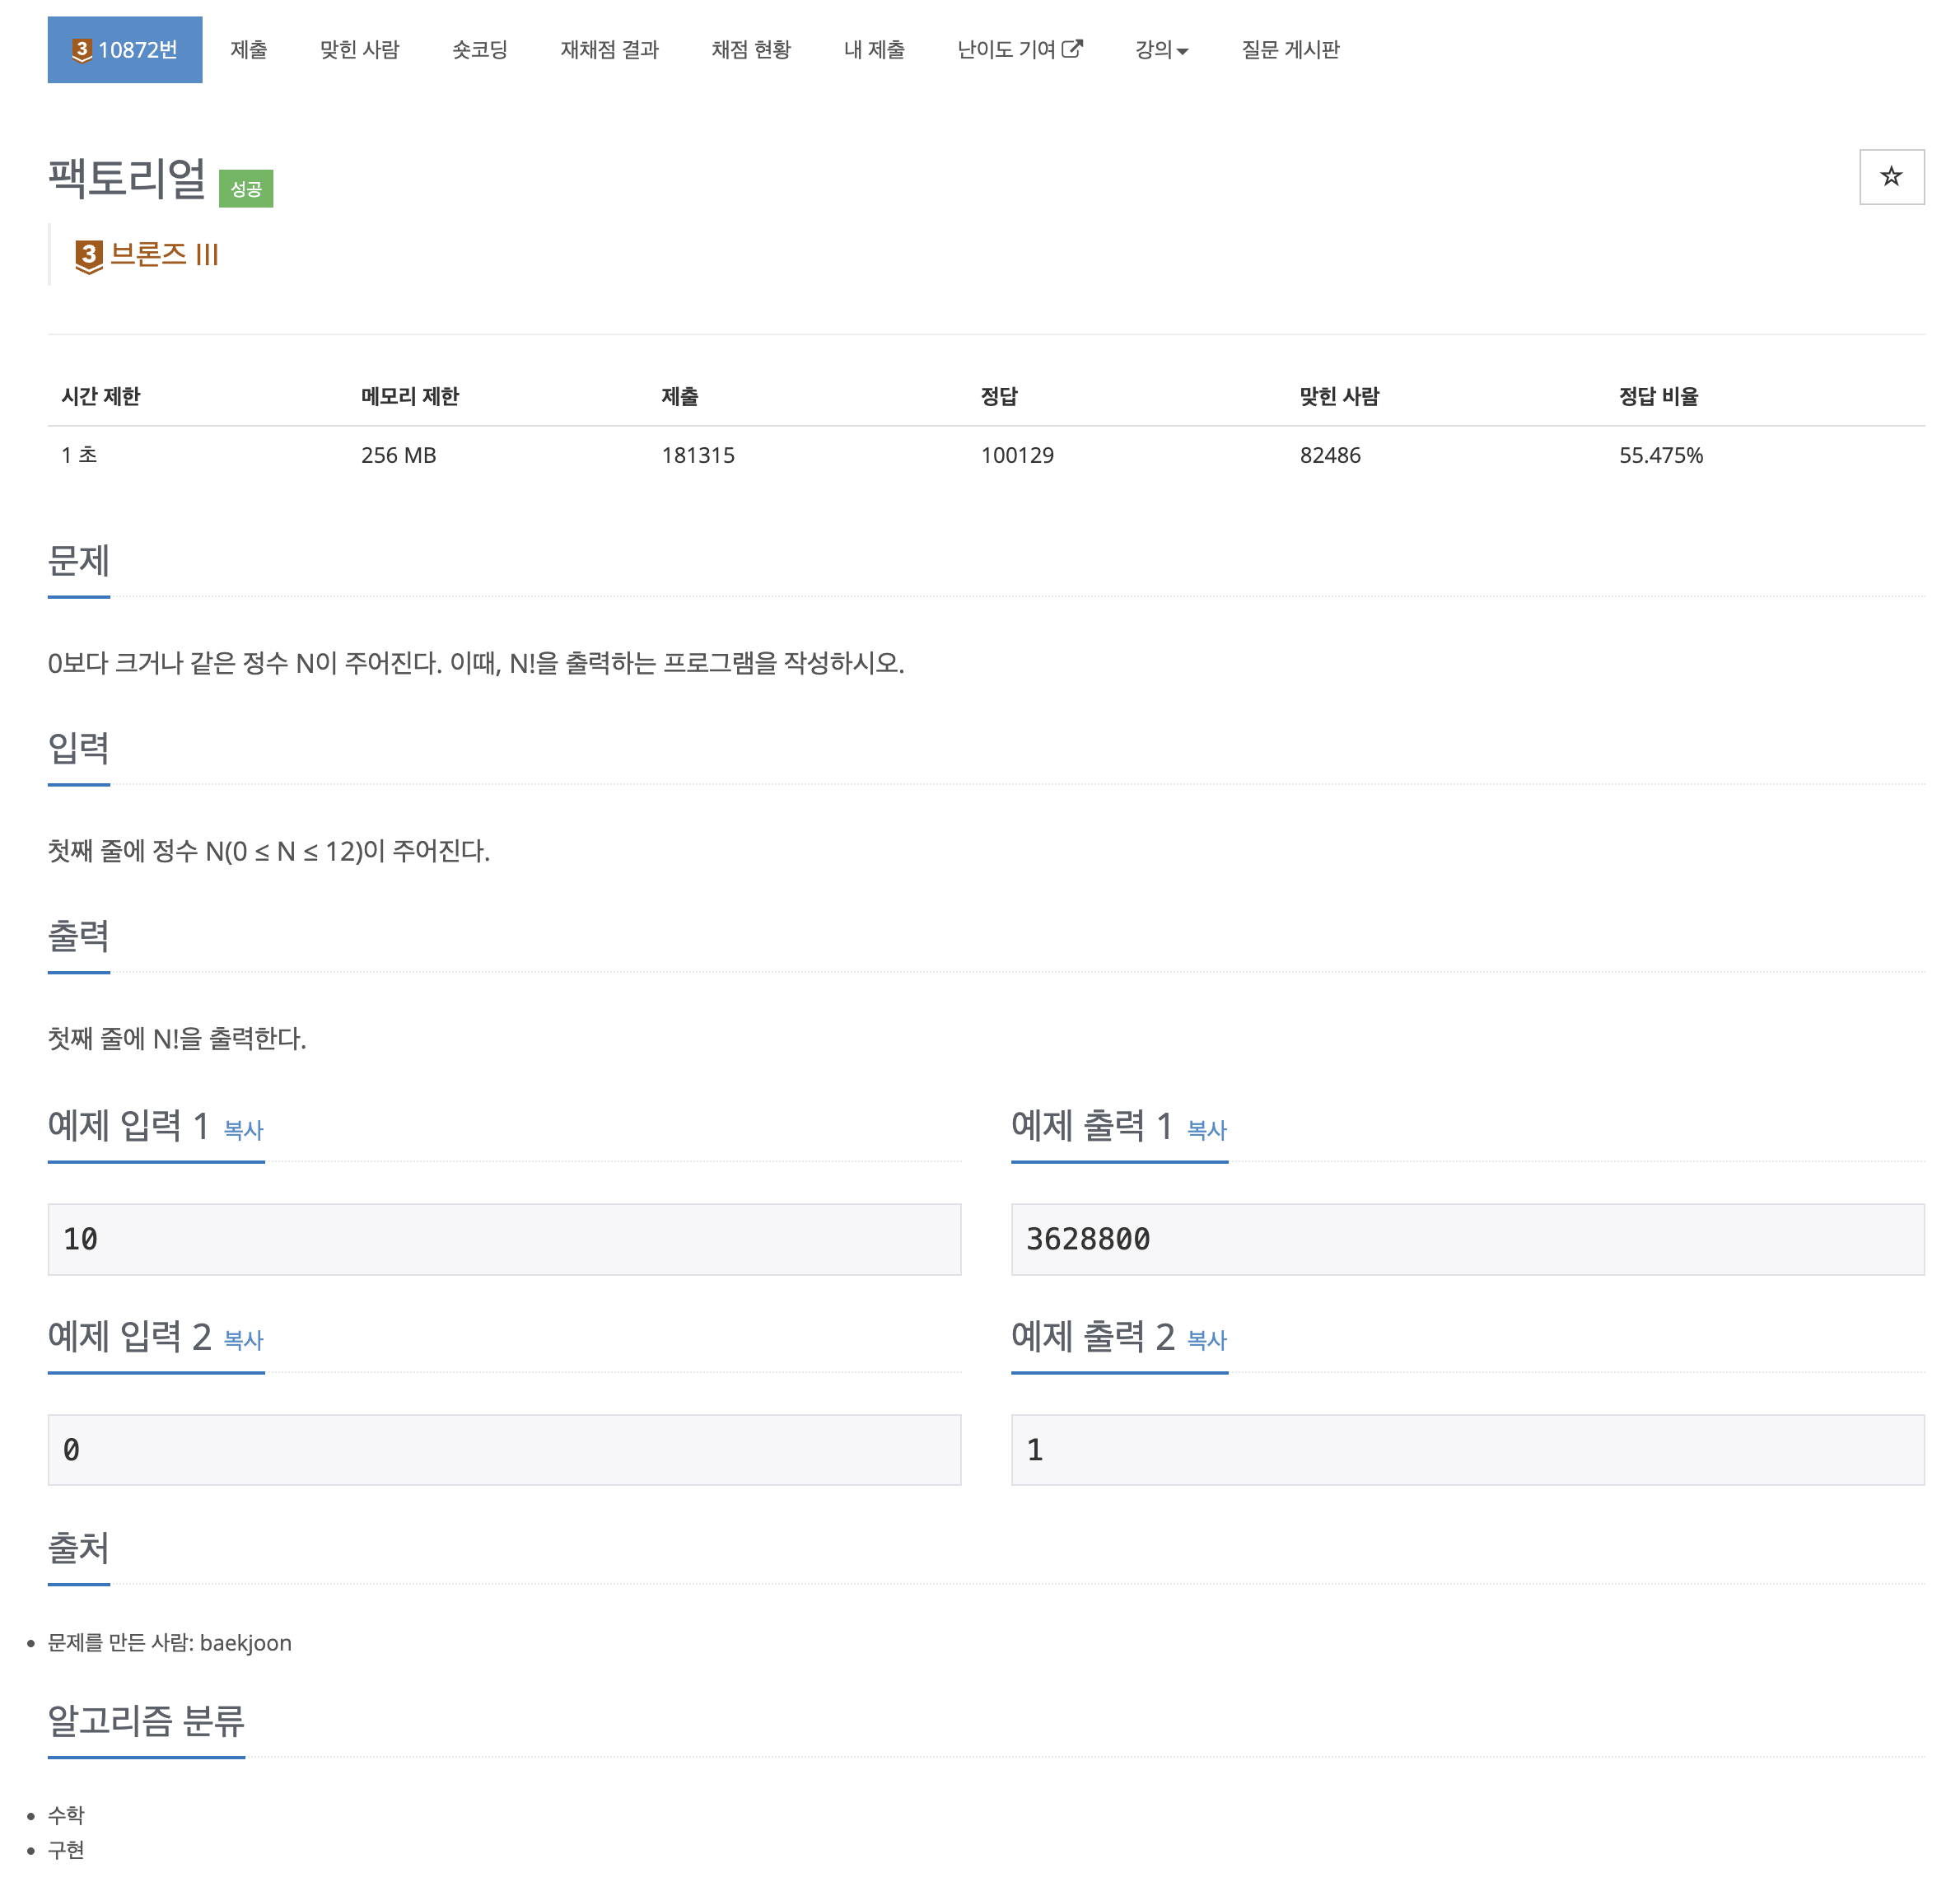 3 10872번 제출 맞힌 사람 숏코딩 재채점 결과 채점 현황 내 제출 난이도 기여 강의 질문 게시판
팩토리얼 성공
3 브론즈 III
시간 제한 메모리 제한 제출 정답 맞힌 사람 정답 비율
1 초 256 MB 181315 100129 82486 55.475%
문제
0보다 크거나 같은 정수 N이 주어진다. 이때, N!을 출력하는 프로그램을 작성하시오.
입력
첫째 줄에 정수 N(0 ≤ N ≤ 12)이 주어진다.
출력
첫째 줄에 N!을 출력한다.
예제 입력 1 복사 예제 출력 1 복사
10 3628800
예제 입력 2 복사 예제 출력 2 복사
0 1
출처
문제를 만든 사람: baekjoon
알고리즘 분류
수학
구현